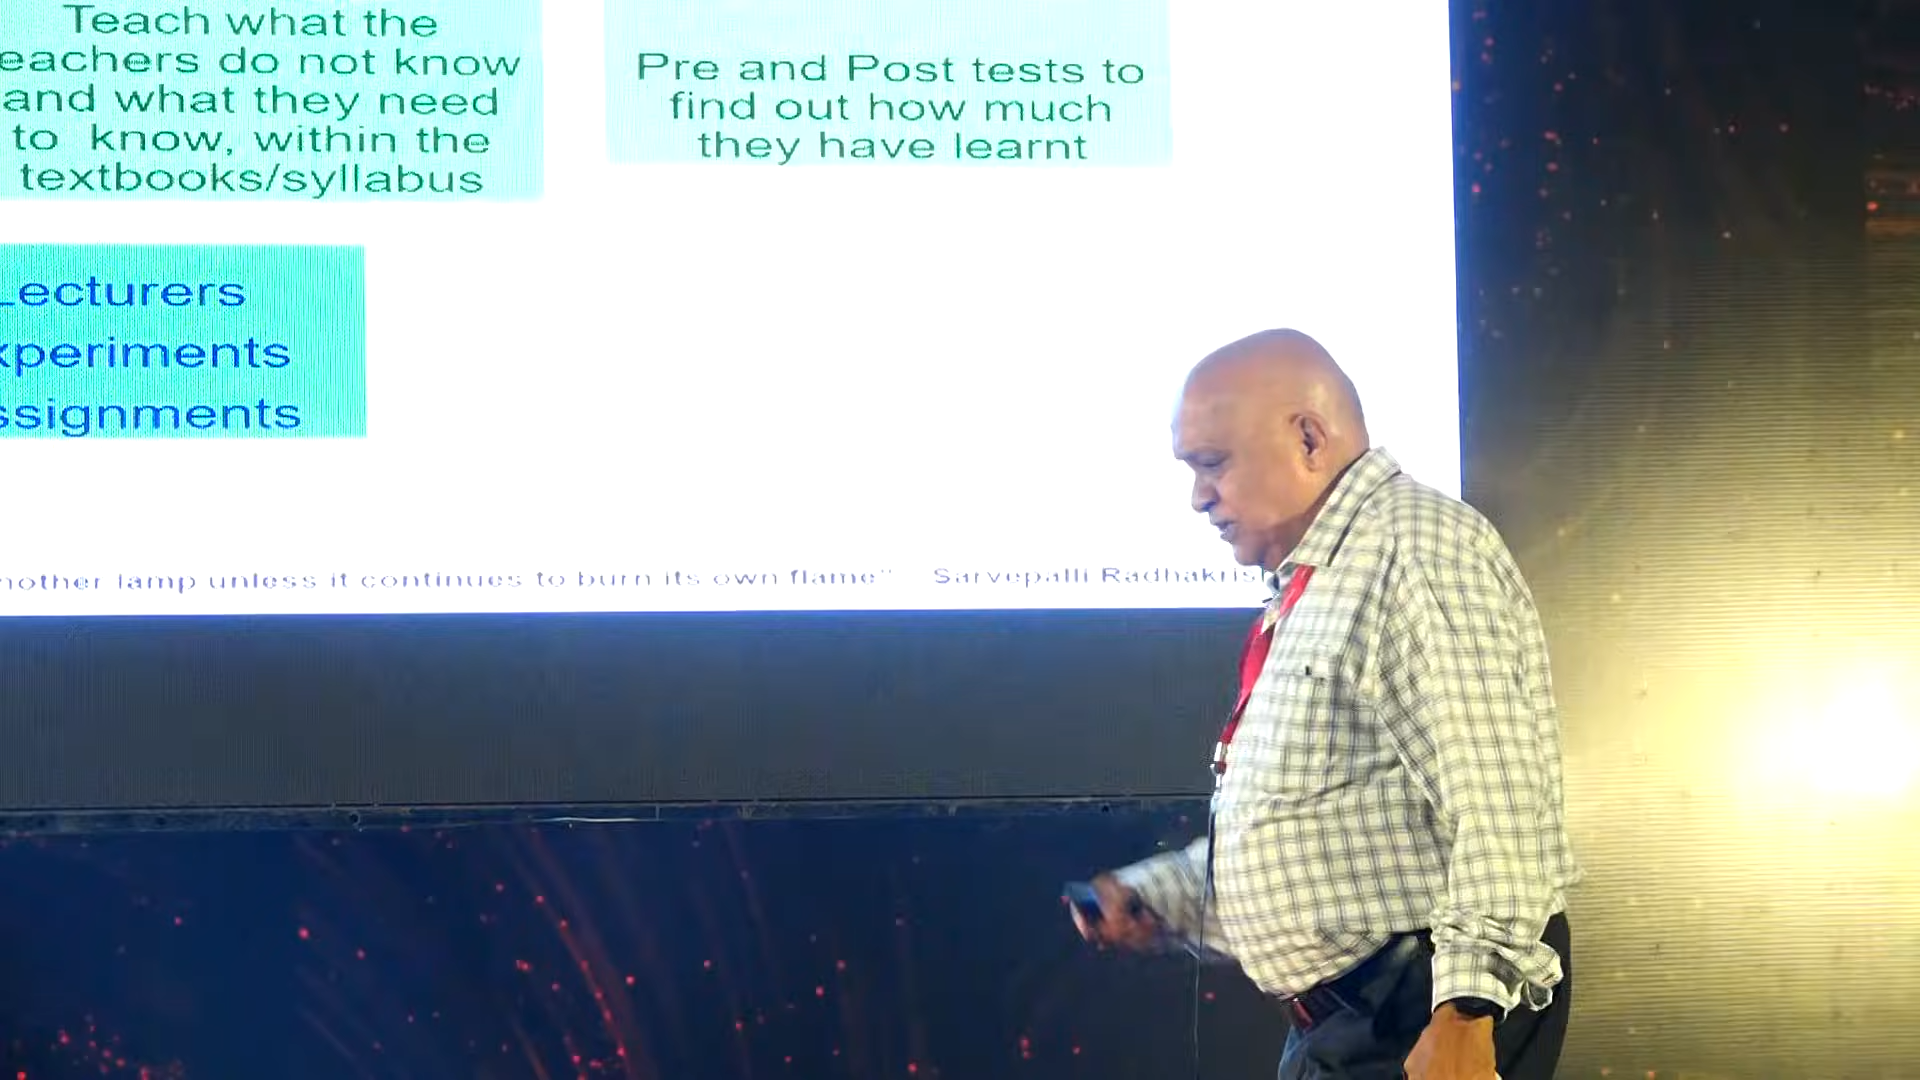 Teach what the
eachers do not know
and what they need
to know, within the
textbooks/syllabus
Pre and Post tests to
find out how much
they have learnt
Lecturers
xperiments
ssignments
nother lamp unless it continues to burn its own flame" Sarvepalli Radhakrish